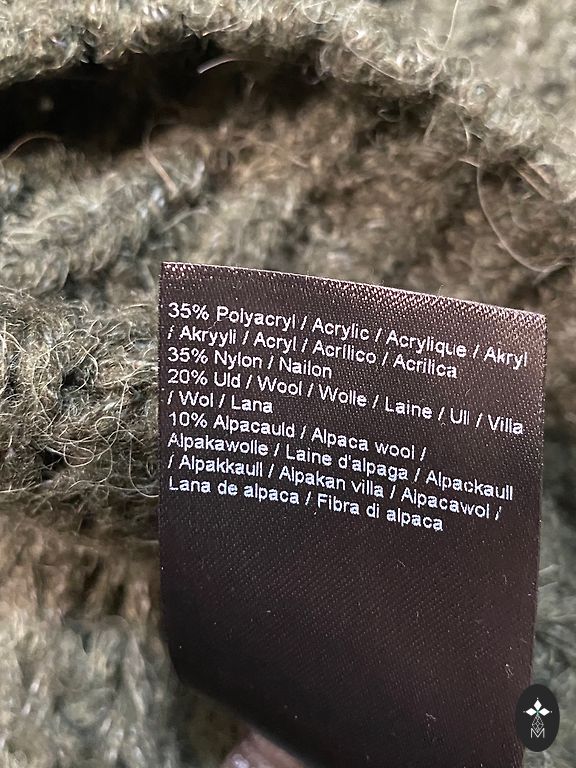 35% Polyacryl / Acrylic / Acrylique / Akryl
/ Akryyli / Acryl / Acrílico / Acrilica
35% Nylon / Nailon
20% Uld / Wool / Wolle / Laine / Ull / Villa
/ Wol / Lana
10% Alpacauld / Alpaca wool /
Alpakawolle / Laine d'alpaga / Alpackaull
/ Alpakkaull / Alpakan villa / Alpacawol /
Lana de alpaca / Fibra di alpaca
M